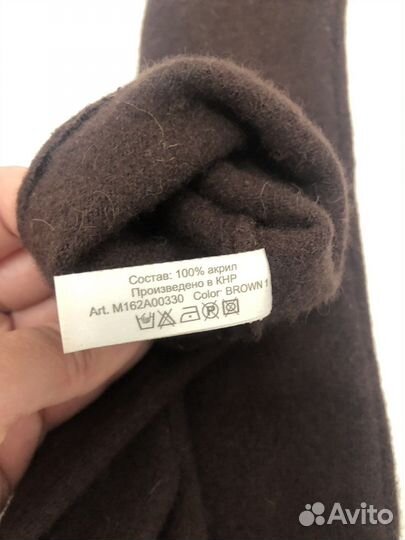 Состав: 100% акрил
Произведено в КНР
Art. M162A00330 Color: BROWN 1
Avito